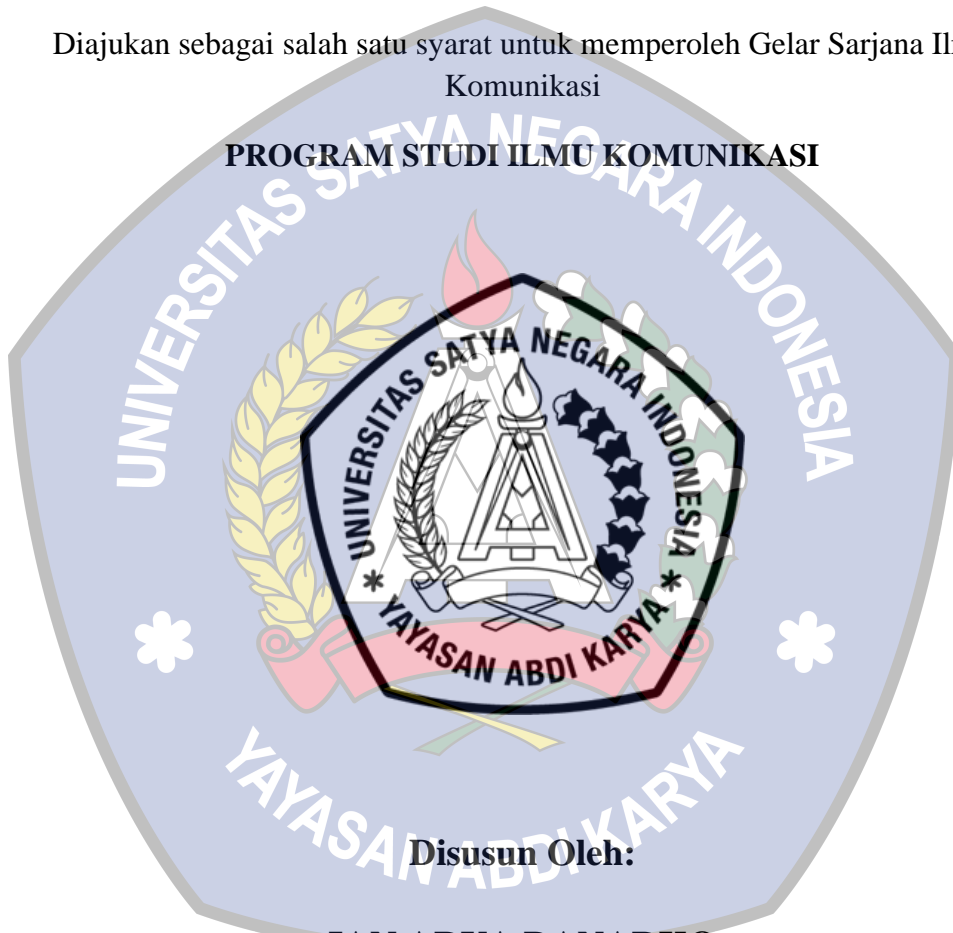 Diajukan sebagai salah satu syarat untuk memperoleh Gelar Sarjana Il
Komunikasi
PROGRAM STUDI ILMU KOMUNIKASI
UNIVERSITAS SATYA NEGARA INDONESIA
YAYASAN ABDI KARYA
UNIVERSITAS SATYA NEGARA INDONESIA
* YAYASAN ABDI KARYA *
Disusun Oleh: